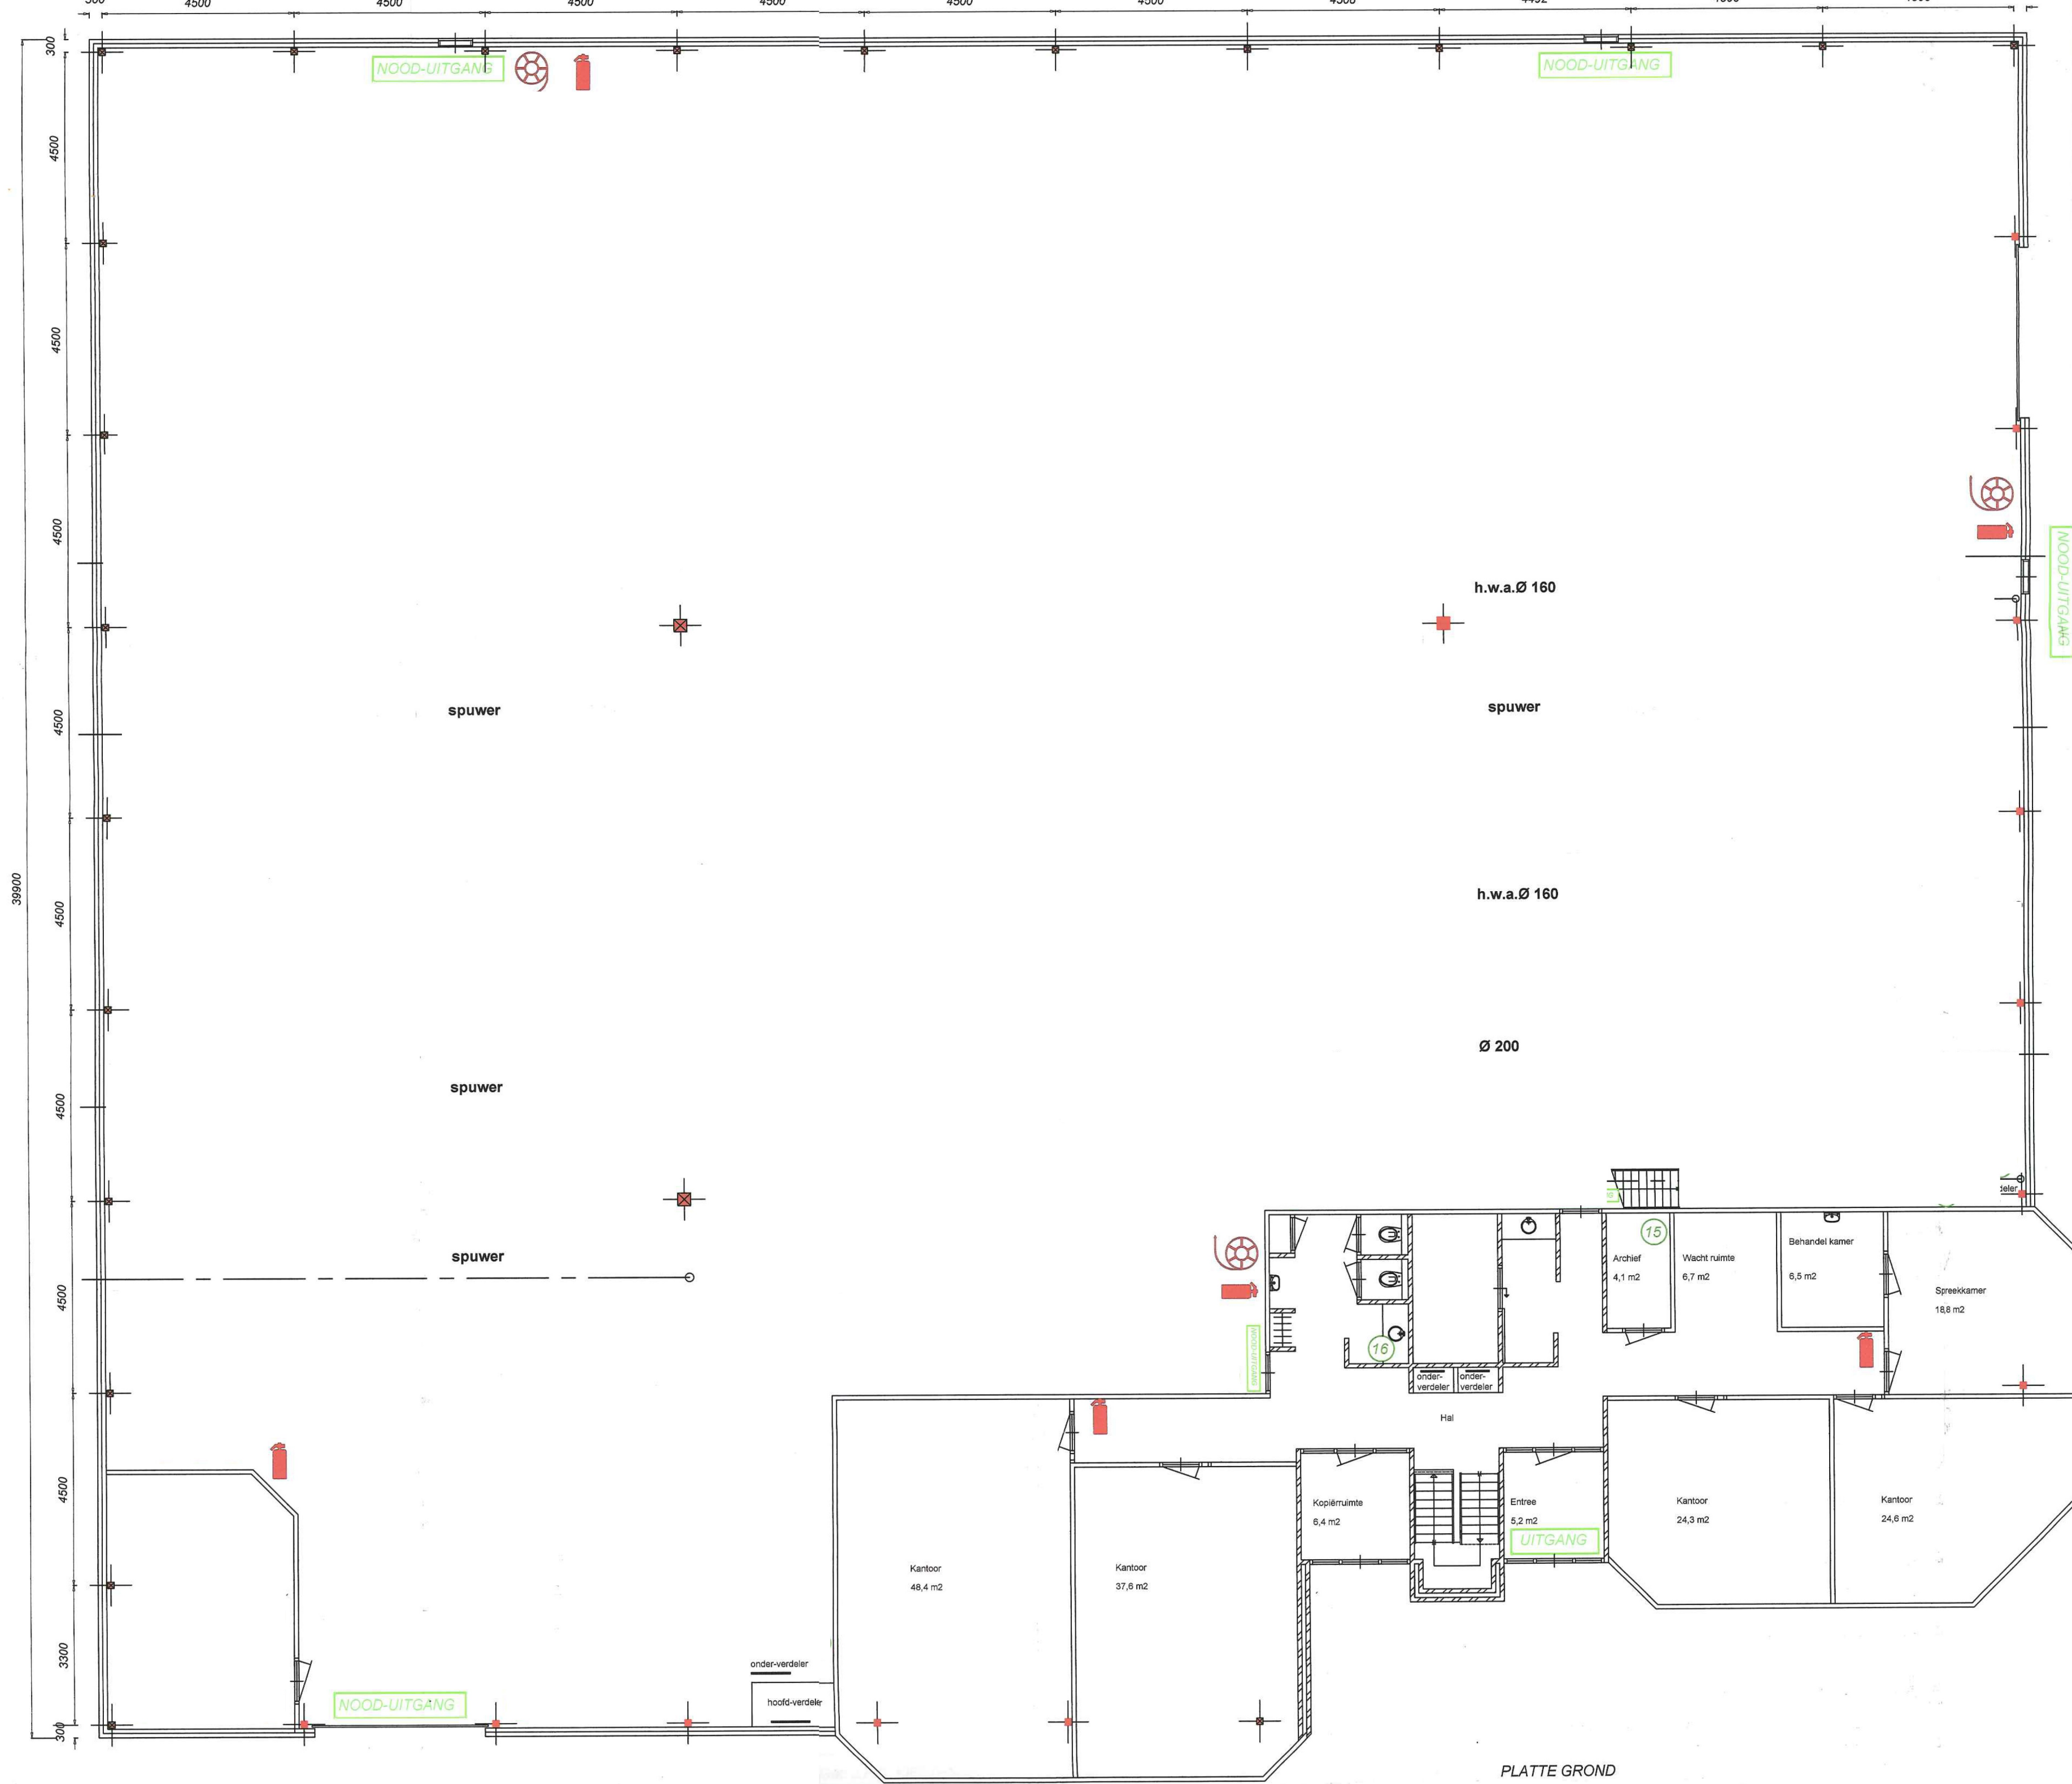 4500
4500
4500
4500
4500
4500
300
NOOD-UITGANG
NOOD-UITGANG
4500
4500
4500
h.w.a.Ø 160
NOOD-UITGANG
4500
spuwer
spuwer
39900
4500
h.w.a.Ø 160
Ø 200
4500
spuwer
15
Archief
4,1 m2
Wacht ruimte
6,7 m2
Behandel kamer
6,5 m2
Spreekkamer
18,8 m2
spuwer
4500
NOOD-UITGANG
16
onder-
verdeler
onder-
verdeler
Hal
4500
Kopiërruimte
6,4 m2
Entree
5,2 m2
UITGANG
Kantoor
24,3 m2
Kantoor
24,6 m2
Kantoor
48,4 m2
Kantoor
37,6 m2
3300
onder-verdeler
hoofd-verdeler
NOOD-UITGANG
300
PLATTE GROND